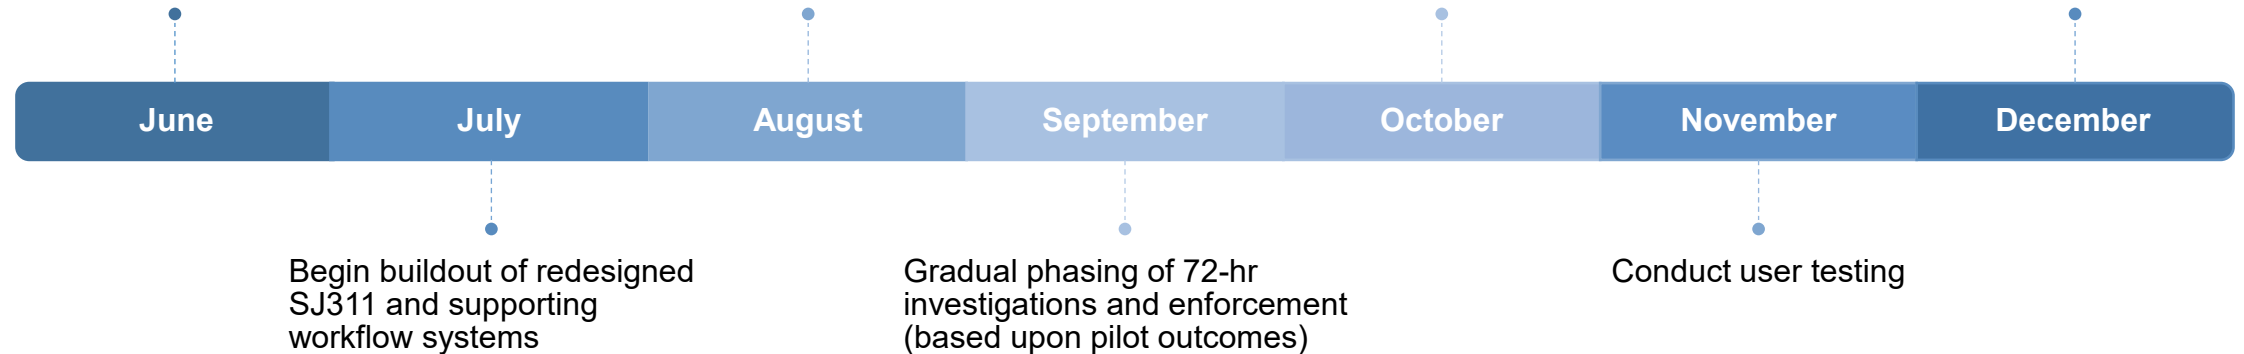 June
July
August
September
October
November
December
Begin buildout of redesigned
SJ311 and supporting
workflow systems
Gradual phasing of 72-hr
investigations and enforcement
(based upon pilot outcomes)
Conduct user testing